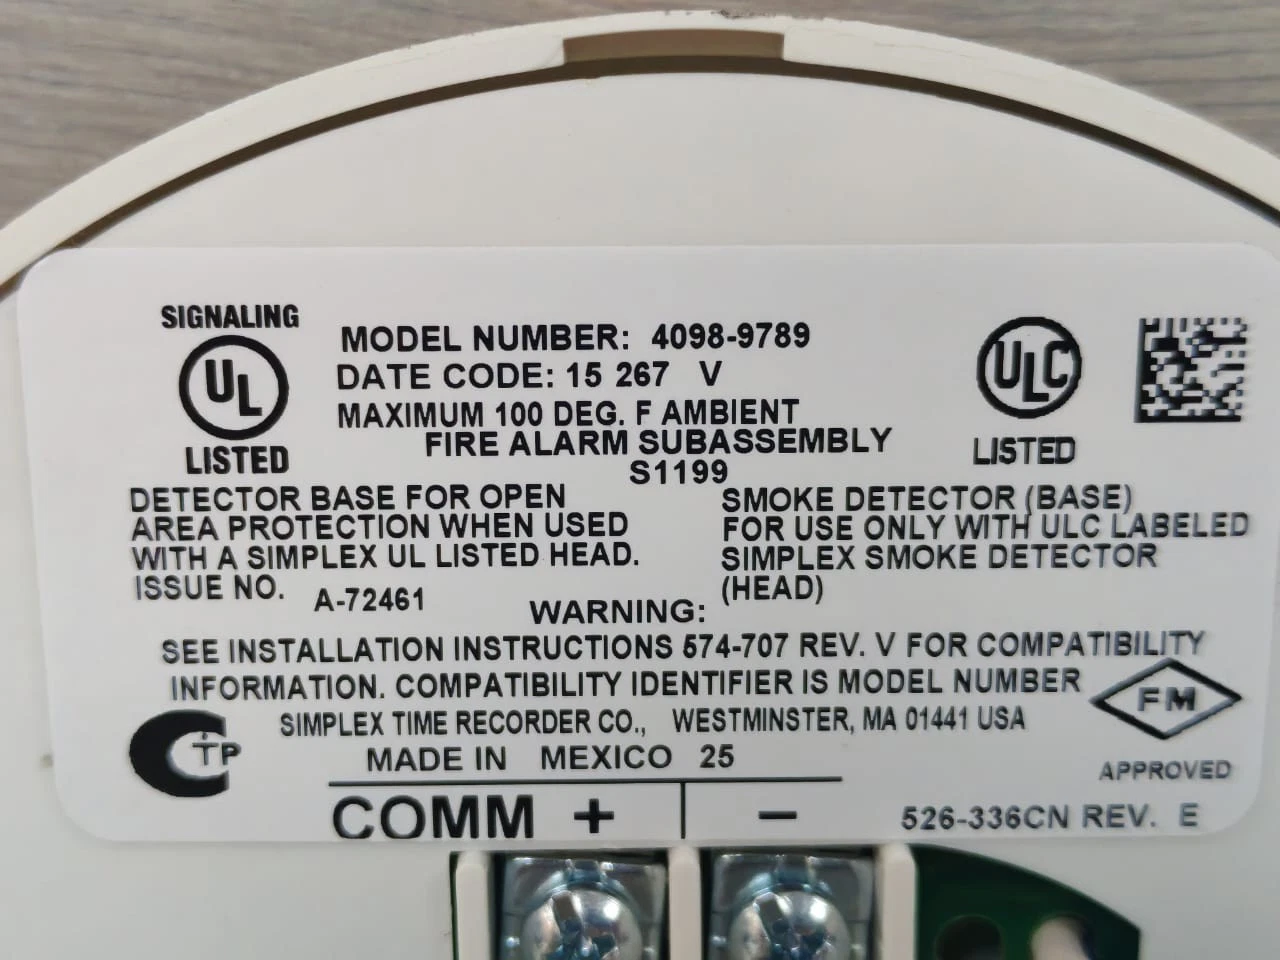 SIGNALING
UL
LISTED
MODEL NUMBER: 4098-9789
DATE CODE: 15 267 V
MAXIMUM 100 DEG. F AMBIENT
FIRE ALARM SUBASSEMBLY
S1199
ULC
LISTED
DETECTOR BASE FOR OPEN
AREA PROTECTION WHEN USED
WITH A SIMPLEX UL LISTED HEAD.
ISSUE NO. A-72461
SMOKE DETECTOR (BASE)
FOR USE ONLY WITH ULC LABELED
SIMPLEX SMOKE DETECTOR
(HEAD)
WARNING:
SEE INSTALLATION INSTRUCTIONS 574-707 REV. V FOR COMPATIBILITY
INFORMATION. COMPATIBILITY IDENTIFIER IS MODEL NUMBER
SIMPLEX TIME RECORDER CO., WESTMINSTER, MA 01441 USA
MADE IN MEXICO 25
CTP
FM
APPROVED
COMM + −
526-336CN REV. E